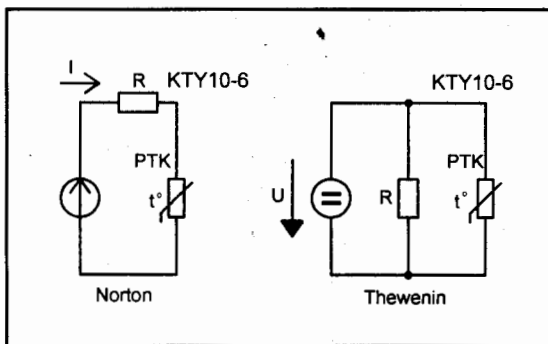 I
R KTY10-6
PTK
t°
Norton
KTY10-6
U
R
PTK
t°
Thewenin